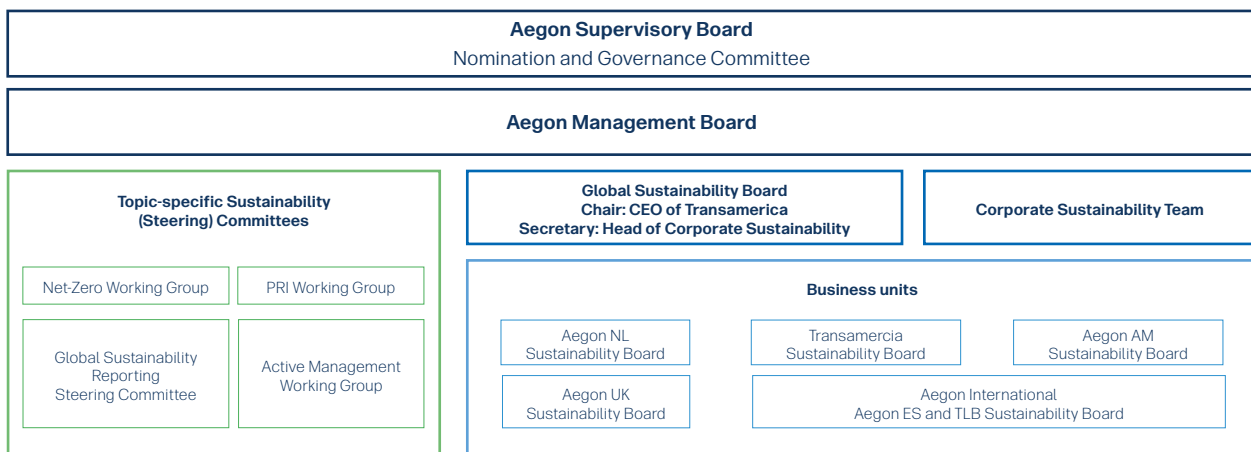 Aegon Supervisory Board
Nomination and Governance Committee
Aegon Management Board
Topic-specific Sustainability
(Steering) Committees
Net-Zero Working Group
PRI Working Group
Global Sustainability
Reporting
Steering Committee
Active Management
Working Group
Global Sustainability Board
Chair: CEO of Transamerica
Secretary: Head of Corporate Sustainability
Corporate Sustainability Team
Business units
Aegon NL
Sustainability Board
Transamercia
Sustainability Board
Aegon AM
Sustainability Board
Aegon UK
Sustainability Board
Aegon International
Aegon ES and TLB Sustainability Board